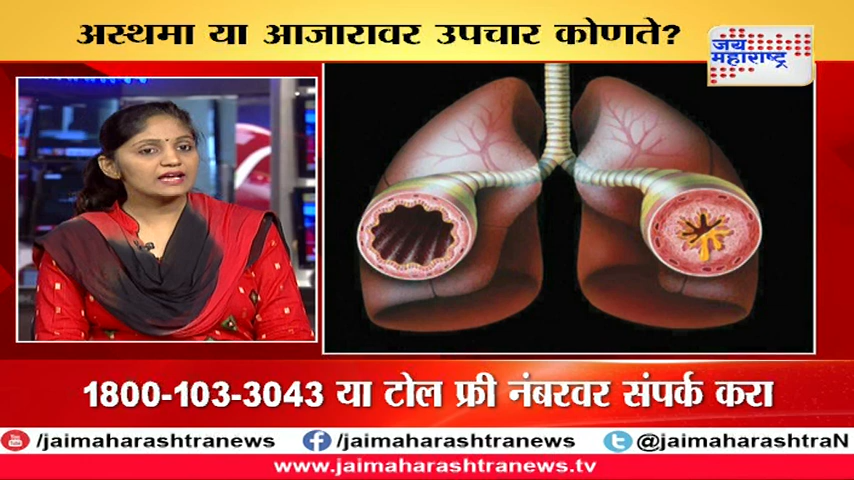 अस्थमा या आजारावर उपचार कोणते?
जय
महाराष्ट्र
1800-103-3043 या टोल फ्री नंबरवर संपर्क करा
/jaimaharashtranews
/jaimaharashtranews
@jaimaharashtraN
www.jaimaharashtranews.tv